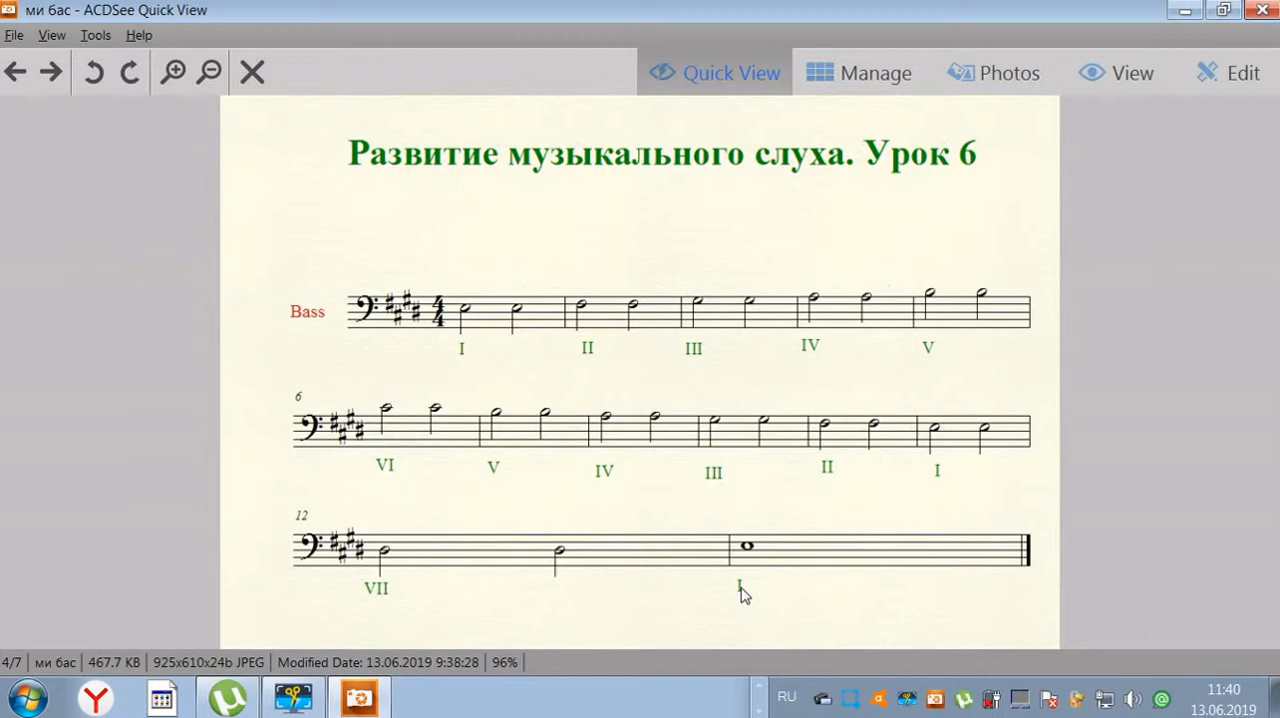 ми бас - ACDSee Quick View
File View Tools Help
Quick View Manage Photos View Edit
Развитие музыкального слуха. Урок 6
Bass
4
4
I II III IV V
6
VI V IV III II I
12
VII I
4/7 ми бас 467.7 KB 925x610x24b JPEG Modified Date: 13.06.2019 9:38:28 96%
RU 11:40
13.06.2019